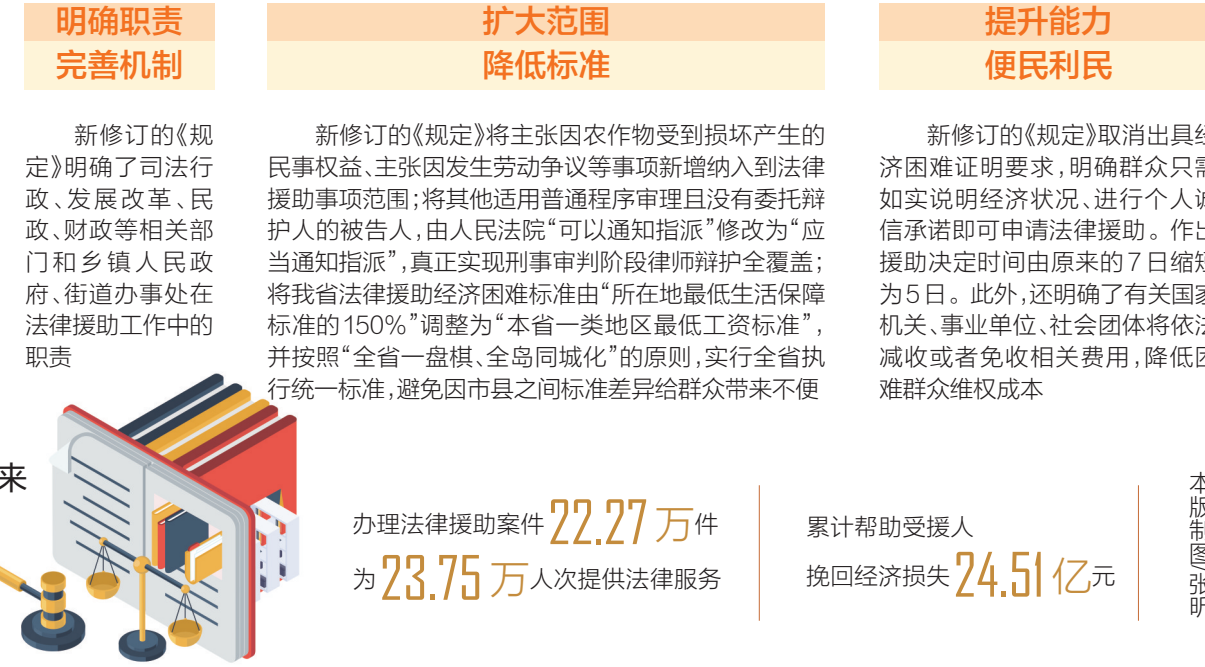 明确职责
完善机制
新修订的《规
定》明确了司法行
政、发展改革、民
政、财政等相关部
门和乡镇人民政
府、街道办事处在
法律援助工作中的
职责
扩大范围
降低标准
新修订的《规定》将主张因农作物受到损坏产生的
民事权益、主张因发生劳动争议等事项新增纳入到法律
援助事项范围；将其他适用普通程序审理且没有委托辩
护人的被告人，由人民法院“可以通知指派”修改为“应
当通知指派”，真正实现刑事审判阶段律师辩护全覆盖；
将我省法律援助经济困难标准由“所在地最低生活保障
标准的150%”调整为“本省一类地区最低工资标准”，
并按照“全省一盘棋、全岛同城化”的原则，实行全省执
行统一标准，避免因市县之间标准差异给群众带来不便
提升能力
便民利民
新修订的《规定》取消出具经
济困难证明要求，明确群众只需
如实说明经济状况、进行个人诚
信承诺即可申请法律援助。作出
援助决定时间由原来的7日缩短
为5日。此外，还明确了有关国家
机关、事业单位、社会团体将依法
减收或者免收相关费用，降低困
难群众维权成本
来
办理法律援助案件22.27万件
为23.75万人次提供法律服务
累计帮助受援人
挽回经济损失24.51亿元
本版制图 张明